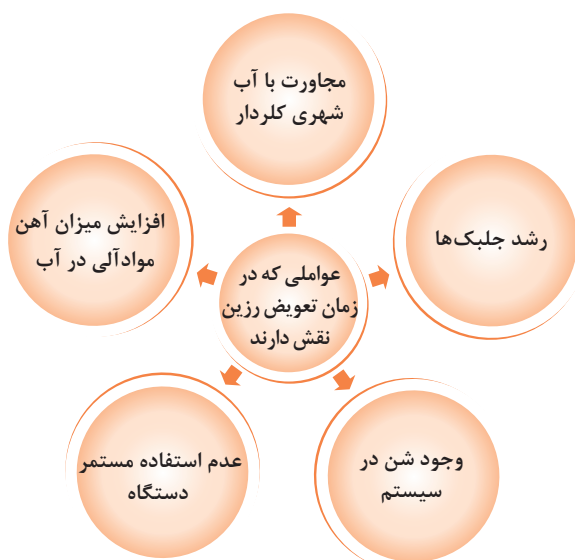 مجاورت با آب
شهری کلردار
رشد جلبک‌ها
افزایش میزان آهن
موادآلی در آب
عواملی که در
زمان تعویض رزین
نقش دارند
وجود شن در
سیستم
عدم استفاده مستمر
دستگاه